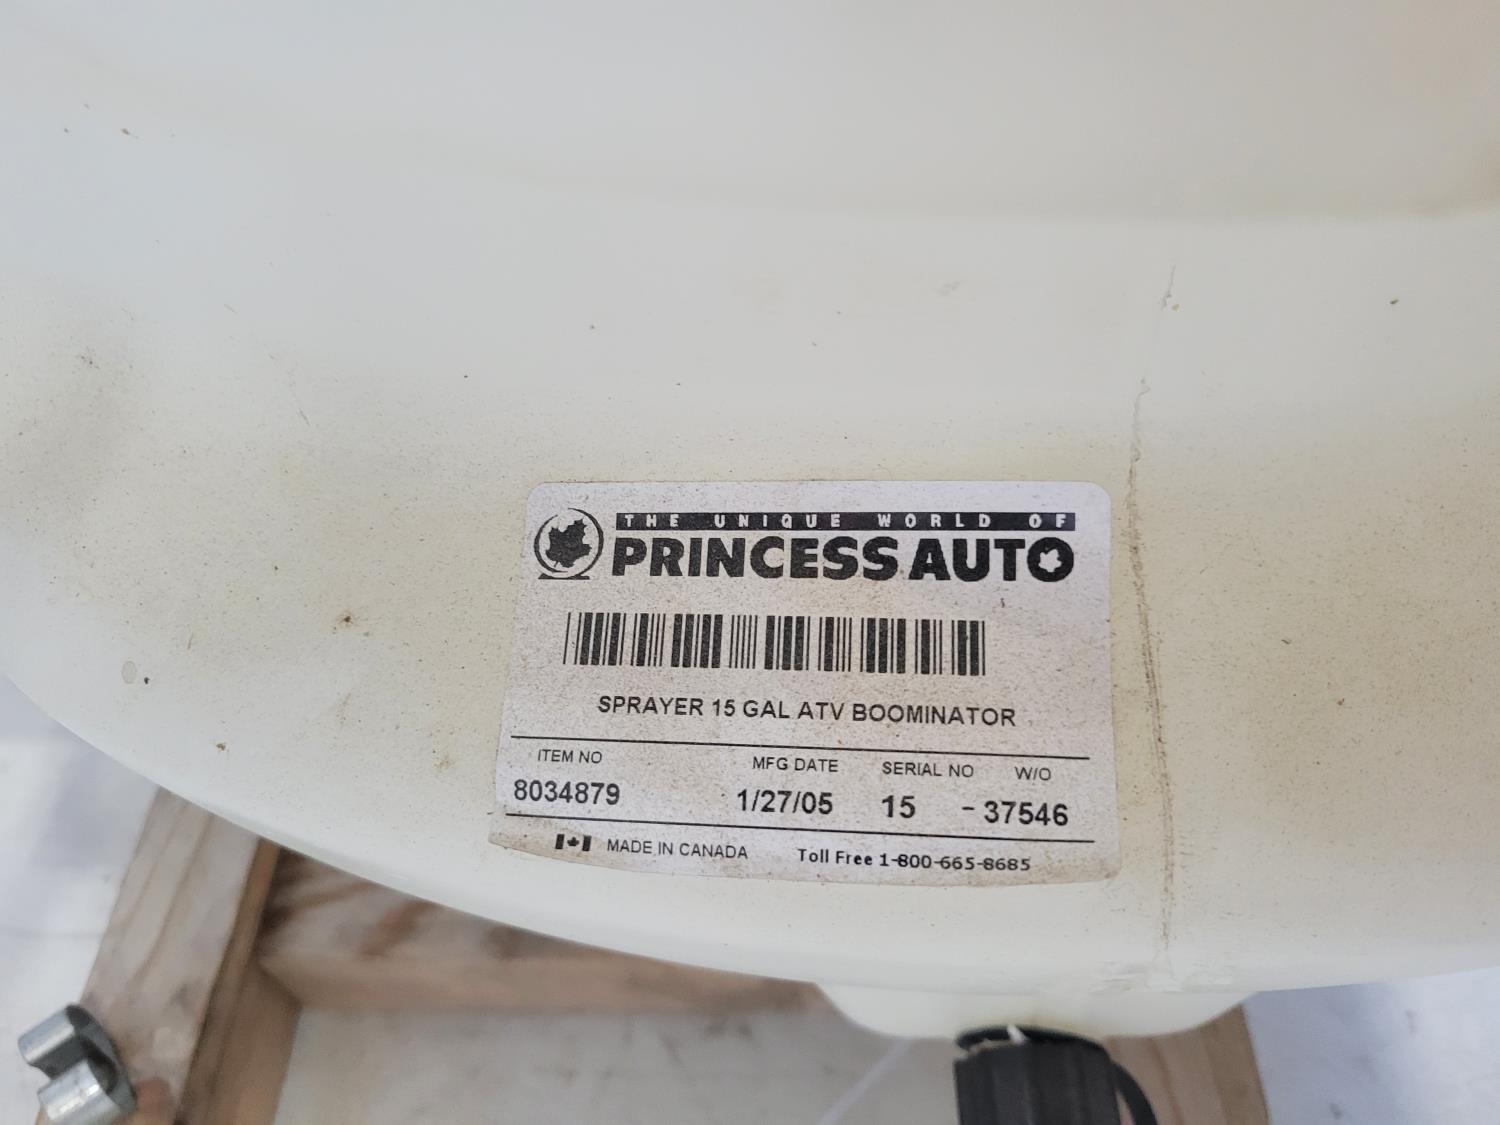 THE UNIQUE WORLD OF
PRINCESS AUTO
SPRAYER 15 GAL ATV BOOMINATOR
ITEM NO MFG DATE SERIAL NO W/O
8034879 1/27/05 15 - 37546
MADE IN CANADA Toll Free 1-800-665-8685